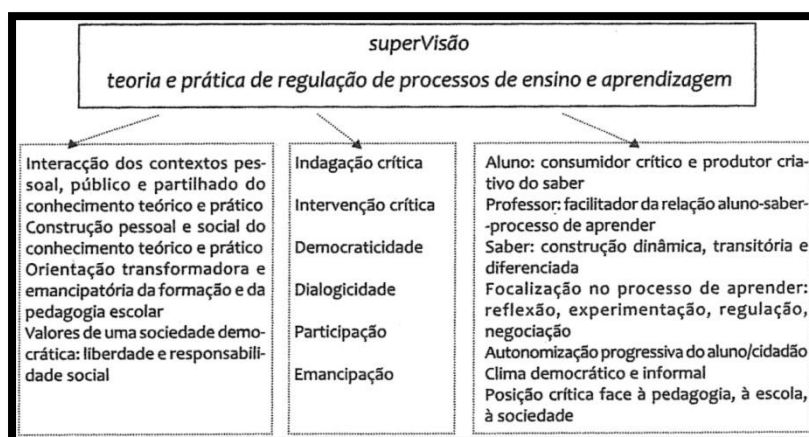 superVisão
teoria e prática de regulação de processos de ensino e aprendizagem
Interacção dos contextos pes-
soal, público e partilhado do
conhecimento teórico e prático
Construção pessoal e social do
conhecimento teórico e prático
Orientação transformadora e
emancipatória da formação e da
pedagogia escolar
Valores de uma sociedade demo-
crática: liberdade e responsabili-
dade social
Indagação crítica
Intervenção crítica
Democraticidade
Dialogicidade
Participação
Emancipação
Aluno: consumidor crítico e produtor cria-
tivo do saber
Professor: facilitador da relação aluno-saber-
-processo de aprender
Saber: construção dinâmica, transitória e
diferenciada
Focalização no processo de aprender:
reflexão, experimentação, regulação,
negociação
Autonomização progressiva do aluno/cidadão
Clima democrático e informal
Posição crítica face à pedagogia, à escola,
à sociedade